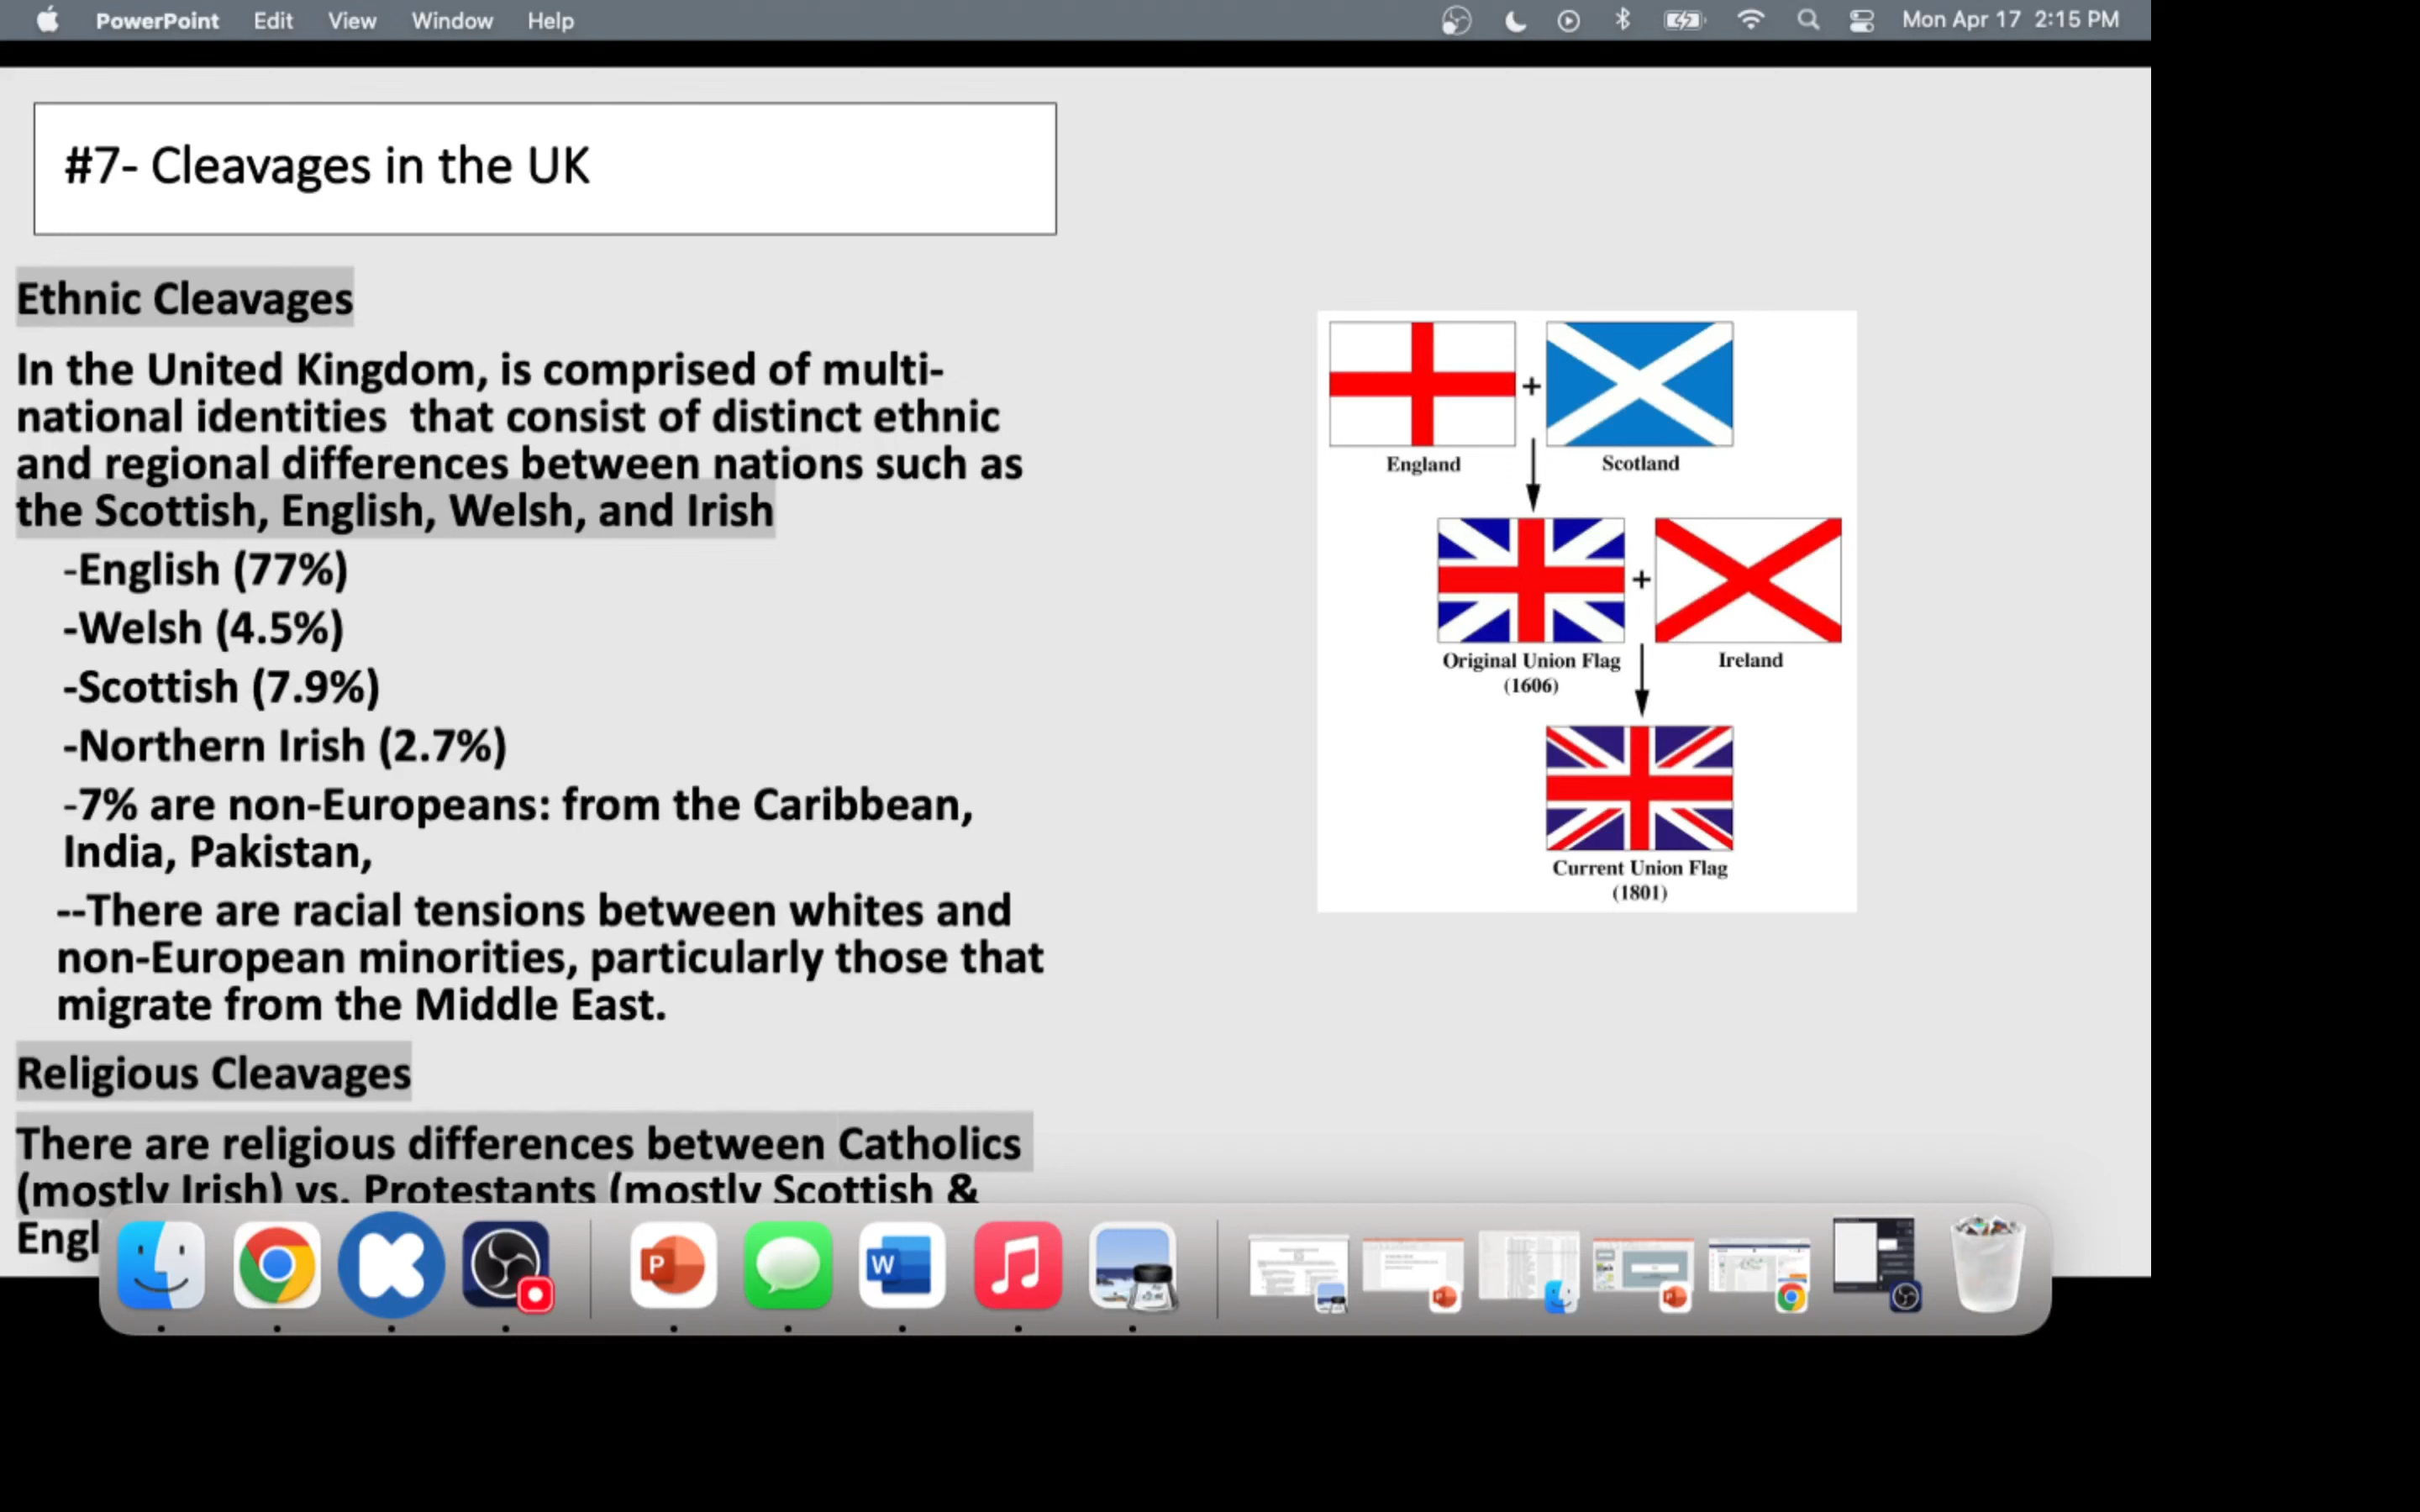 PowerPoint Edit View Window Help Mon Apr 17 2:15 PM
#7- Cleavages in the UK
Ethnic Cleavages
In the United Kingdom, is comprised of multi-
national identities that consist of distinct ethnic
and regional differences between nations such as
the Scottish, English, Welsh, and Irish
-English (77%)
-Welsh (4.5%)
-Scottish (7.9%)
-Northern Irish (2.7%)
-7% are non-Europeans: from the Caribbean,
India, Pakistan,
--There are racial tensions between whites and
non-European minorities, particularly those that
migrate from the Middle East.
Religious Cleavages
There are religious differences between Catholics
(mostly Irish) vs. Protestants (mostly Scottish &
Engl
+
England
Scotland
+
Original Union Flag
(1606)
Ireland
Current Union Flag
(1801)
P
W